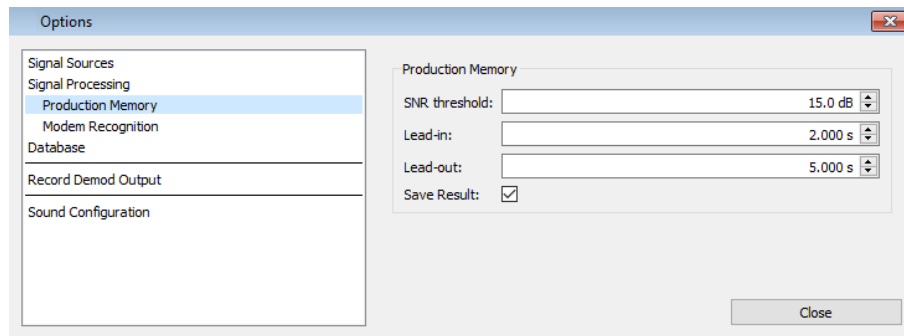 Options
Signal Sources
Signal Processing
Production Memory
Modem Recognition
Database
Record Demod Output
Sound Configuration
Production Memory
SNR threshold: 15.0 dB
Lead-in: 2.000 s
Lead-out: 5.000 s
Save Result:
Close